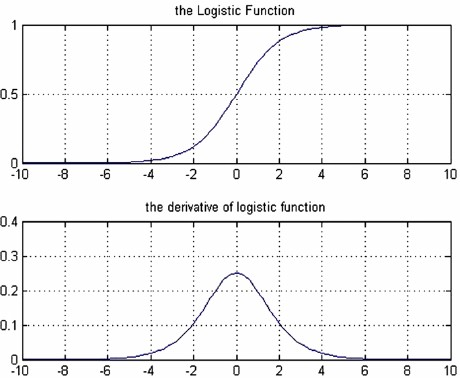 the Logistic Function
1
0.5
0
-10 -8 -6 -4 -2 0 2 4 6 8 10
the derivative of logistic function
0.4
0.3
0.2
0.1
0
-10 -8 -6 -4 -2 0 2 4 6 8 10